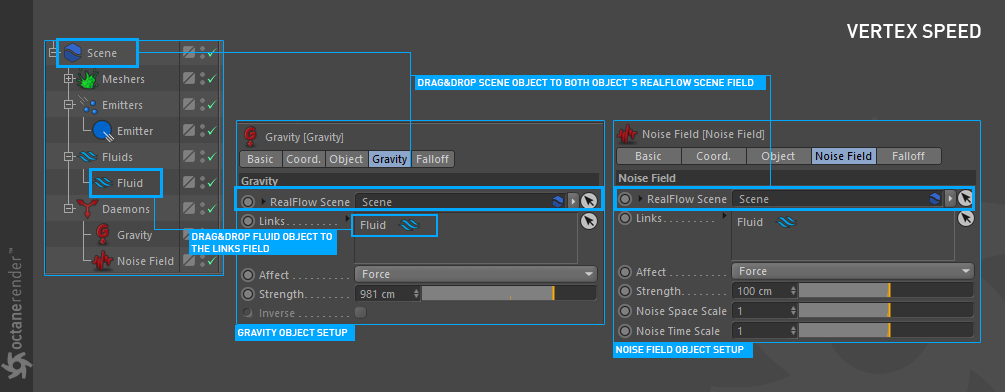 VERTEX SPEED
Scene
Meshers
Emitters
Emitter
Fluids
Fluid
Daemons
Gravity
Noise Field
DRAG&DROP SCENE OBJECT TO BOTH OBJECT´S REALFLOW SCENE FIELD
DRAG&DROP FLUID OBJECT TO
THE LINKS FIELD
Gravity [Gravity]
Basic Coord. Object Gravity Falloff
Gravity
RealFlow Scene Scene
Links. . . . . . . . Fluid
Affect . . . . . . . . Force
Strength. . . . . . 981 cm
Inverse . . . . . . .
GRAVITY OBJECT SETUP
Noise Field [Noise Field]
Basic Coord. Object Noise Field Falloff
Noise Field
RealFlow Scene Scene
Links. . . . . . . . . . Fluid
Affect . . . . . . . . . Force
Strength. . . . . . . . 100 cm
Noise Space Scale 1
Noise Time Scale 1
NOISE FIELD OBJECT SETUP
octanerender™